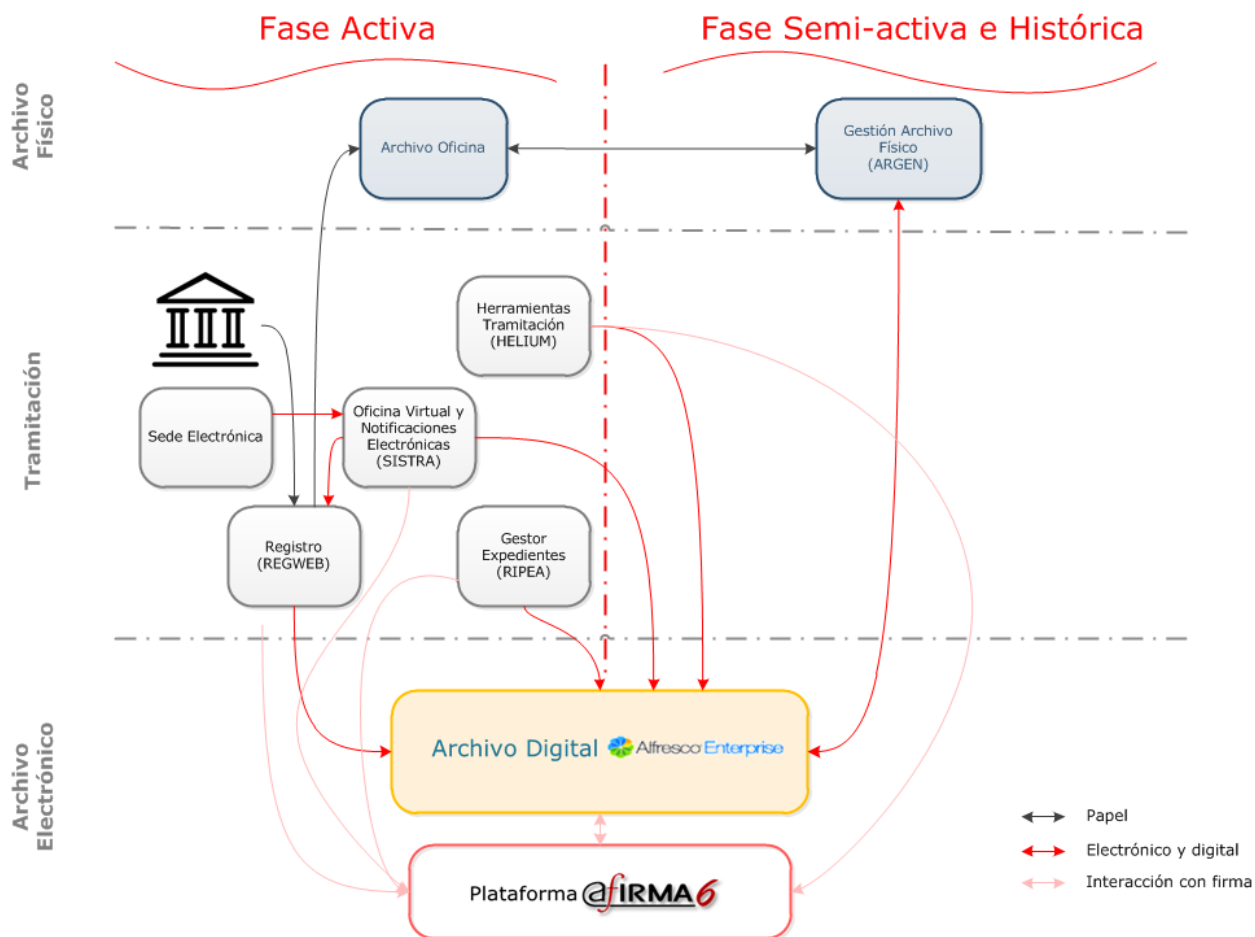 Fase Activa
Fase Semi-activa e Histórica
Archivo
Físico
Archivo Oficina
Gestión Archivo
Físico
(ARGEN)
Tramitación
Herramientas
Tramitación
(HELIUM)
Sede Electrónica
Oficina Virtual y
Notificaciones
Electrónicas
(SISTRA)
Registro
(REGWEB)
Gestor
Expedientes
(RIPEA)
Archivo
Electrónico
Archivo Digital Alfresco Enterprise
Plataforma @FIRMA6
Papel
Electrónico y digital
Interacción con firma